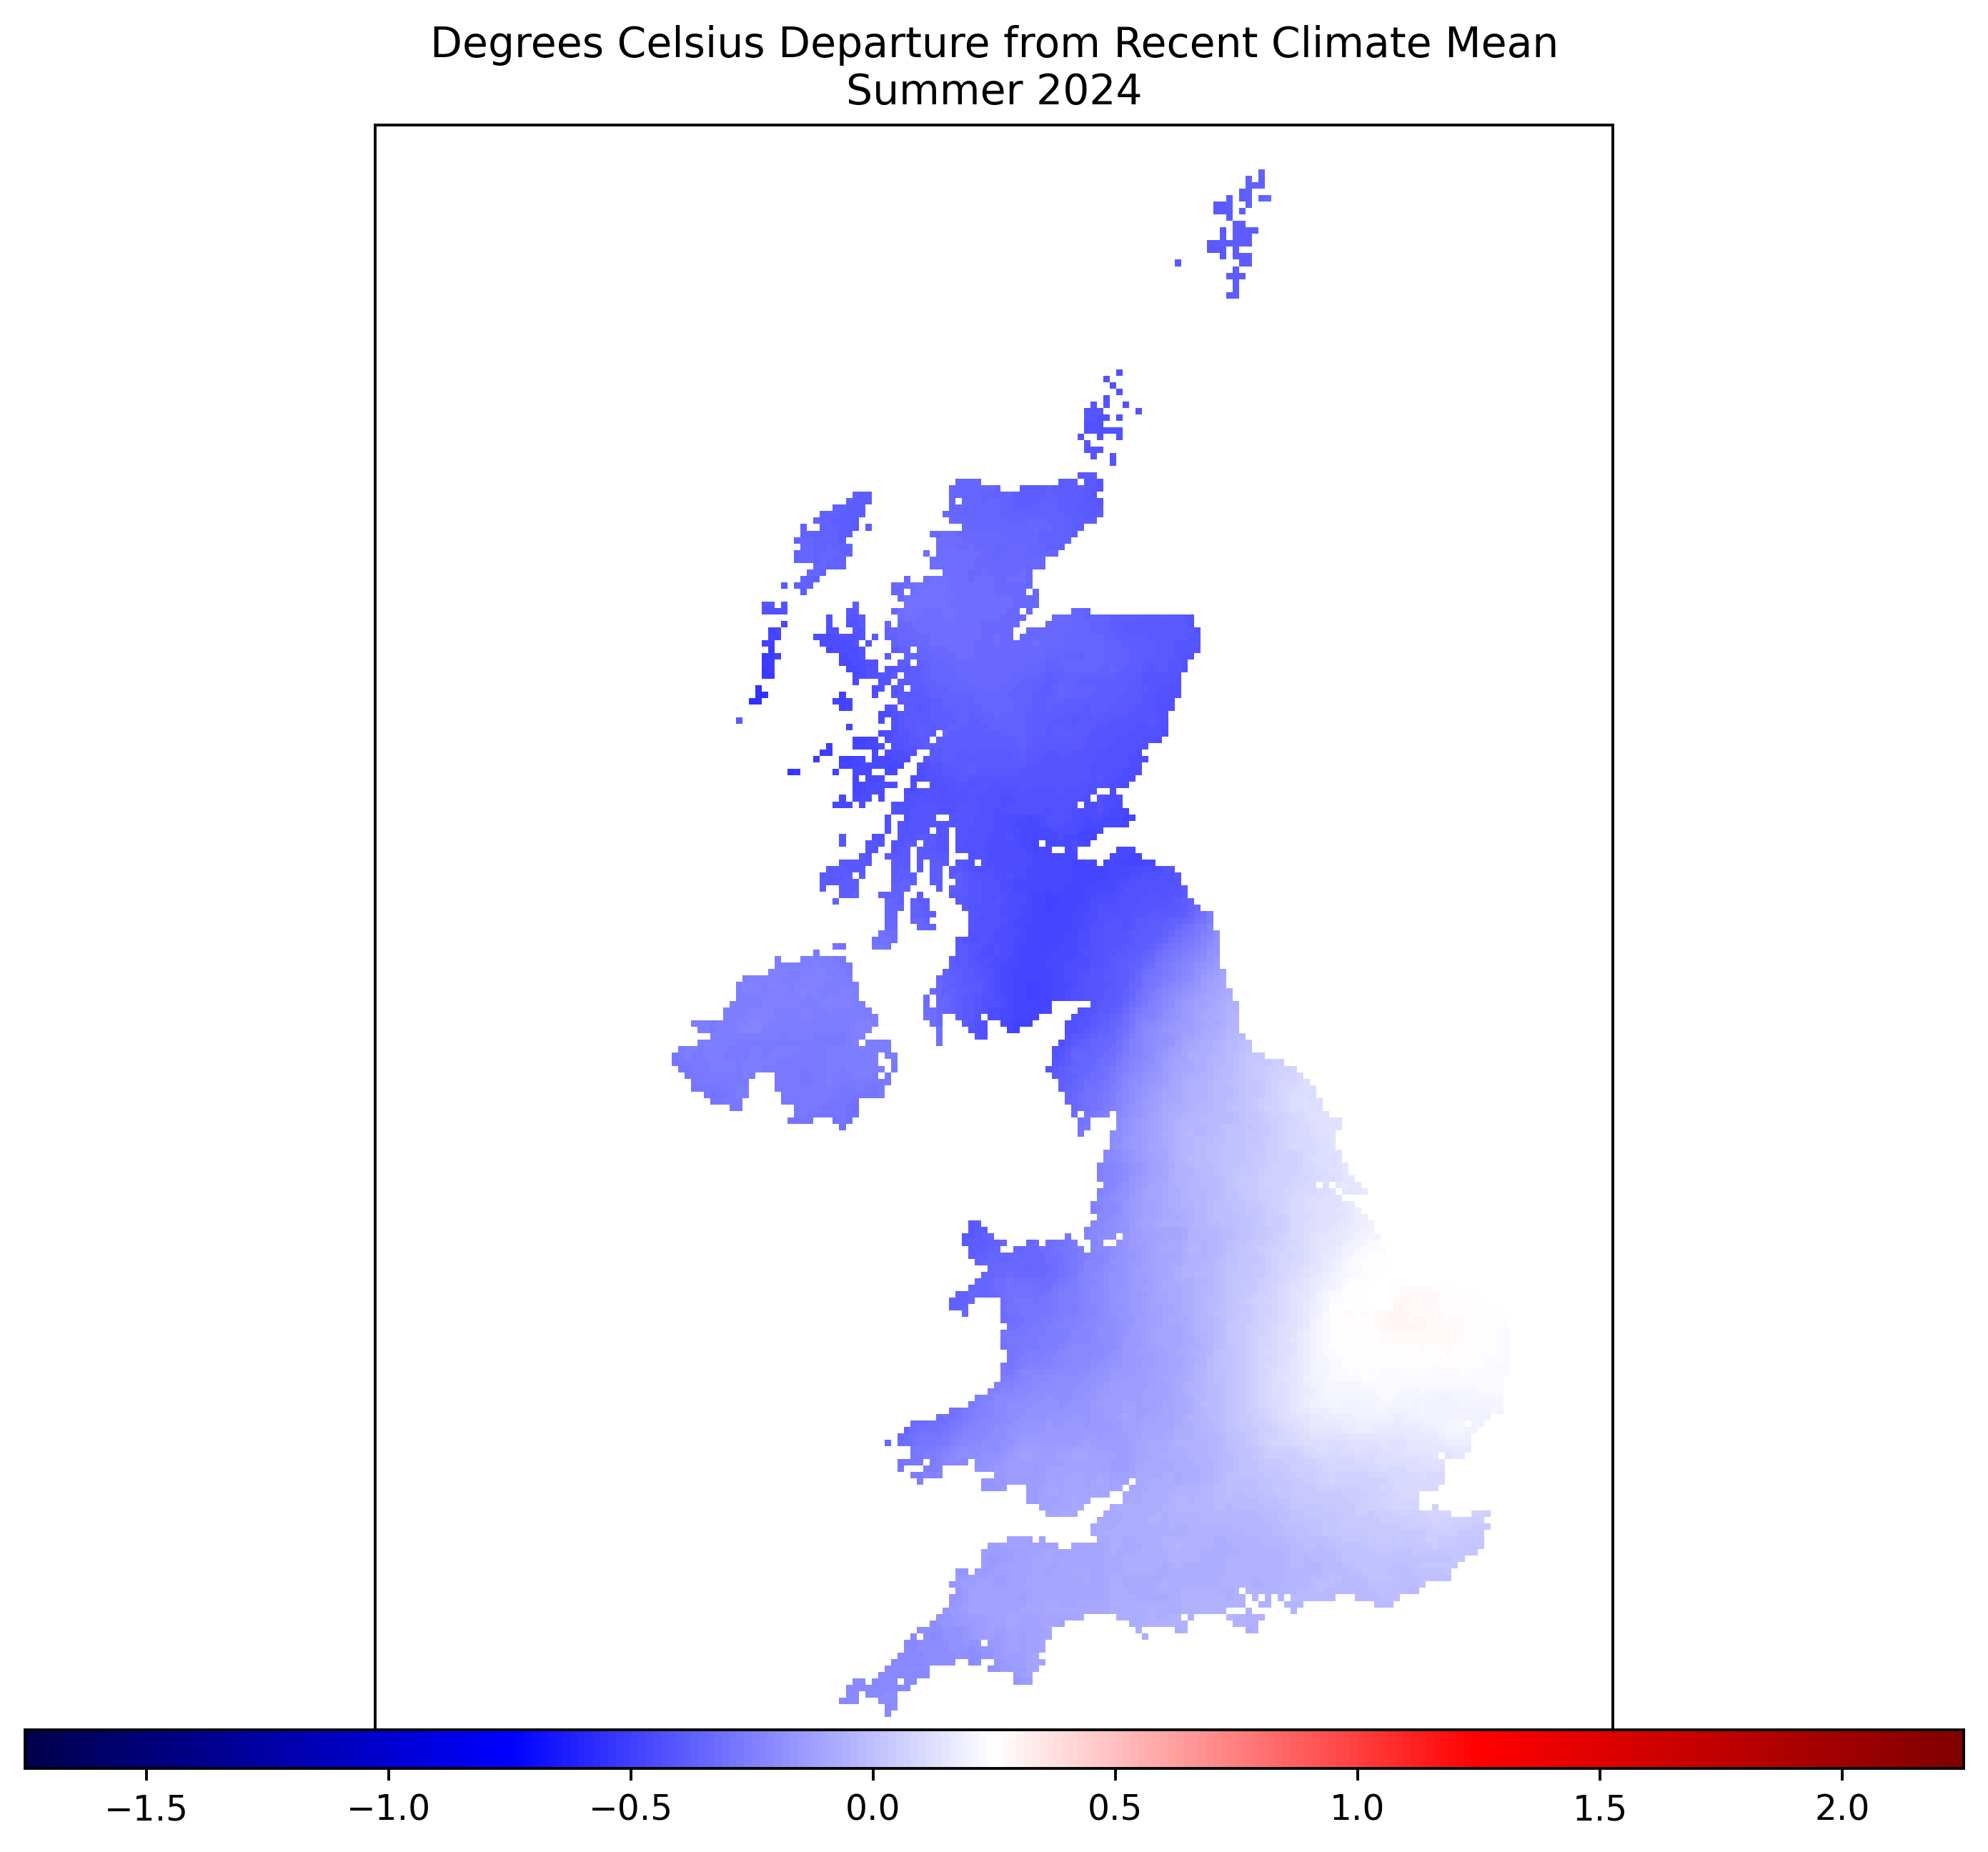 Degrees Celsius Departure from Recent Climate Mean
Summer 2024
−1.5 −1.0 −0.5 0.0 0.5 1.0 1.5 2.0